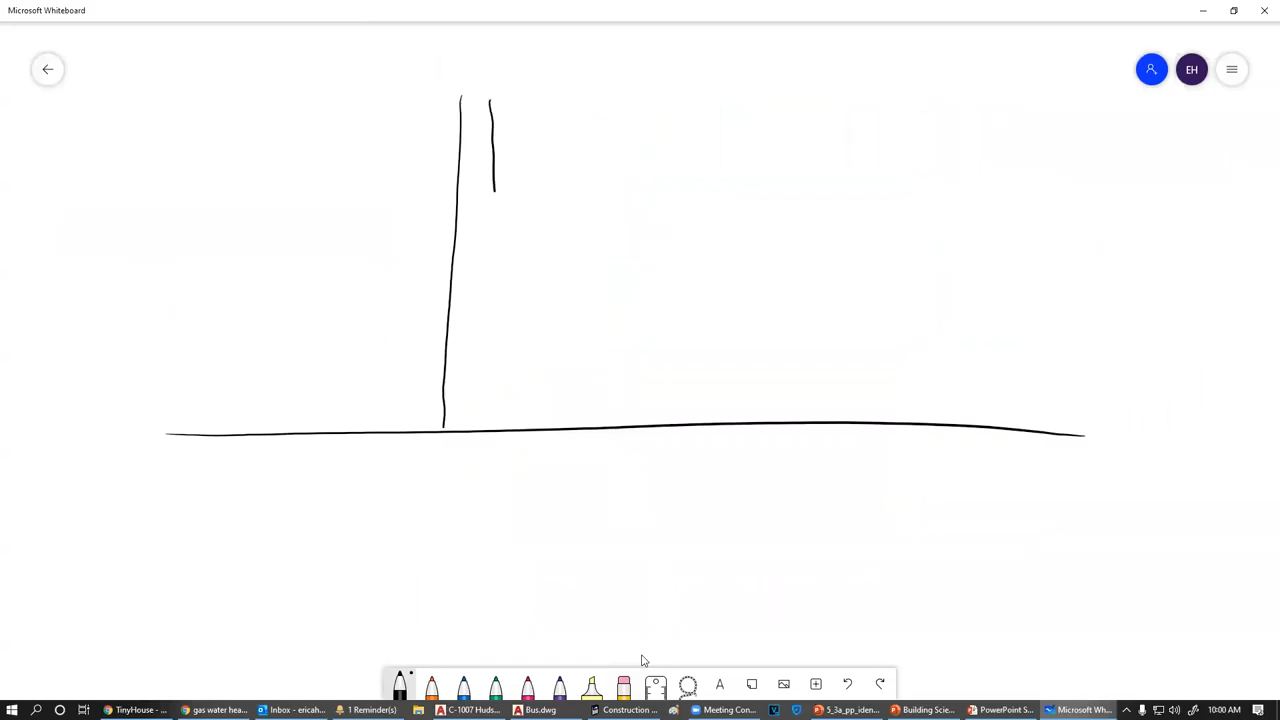 Microsoft Whiteboard
EH
A
TinyHouse
gas water hea...
Inbox - ericah...
1 Reminder(s)
C-1007 Huds...
Bus.dwg
Construction ...
Meeting Con...
5_3a_pp_iden...
Building Scie...
PowerPoint S...
Microsoft Wh...
10:00 AM